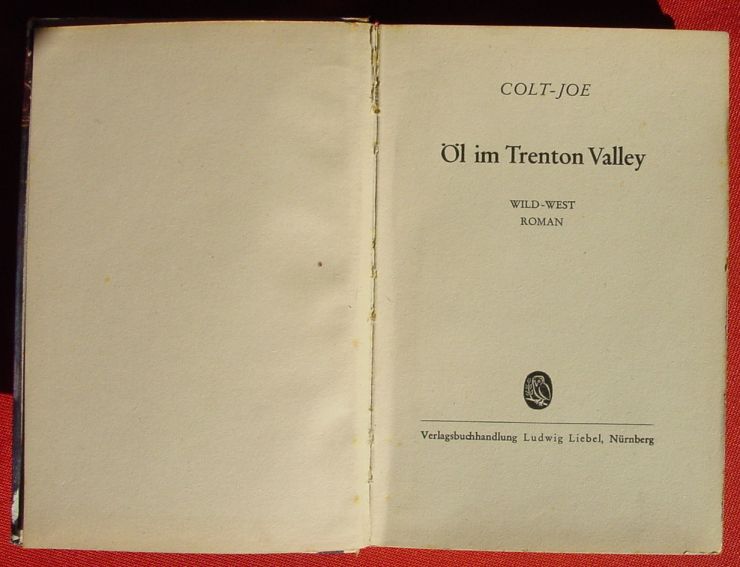 COLT-JOE
Öl im Trenton Valley
WILD-WEST
ROMAN
Verlagsbuchhandlung Ludwig Liebel, Nürnberg